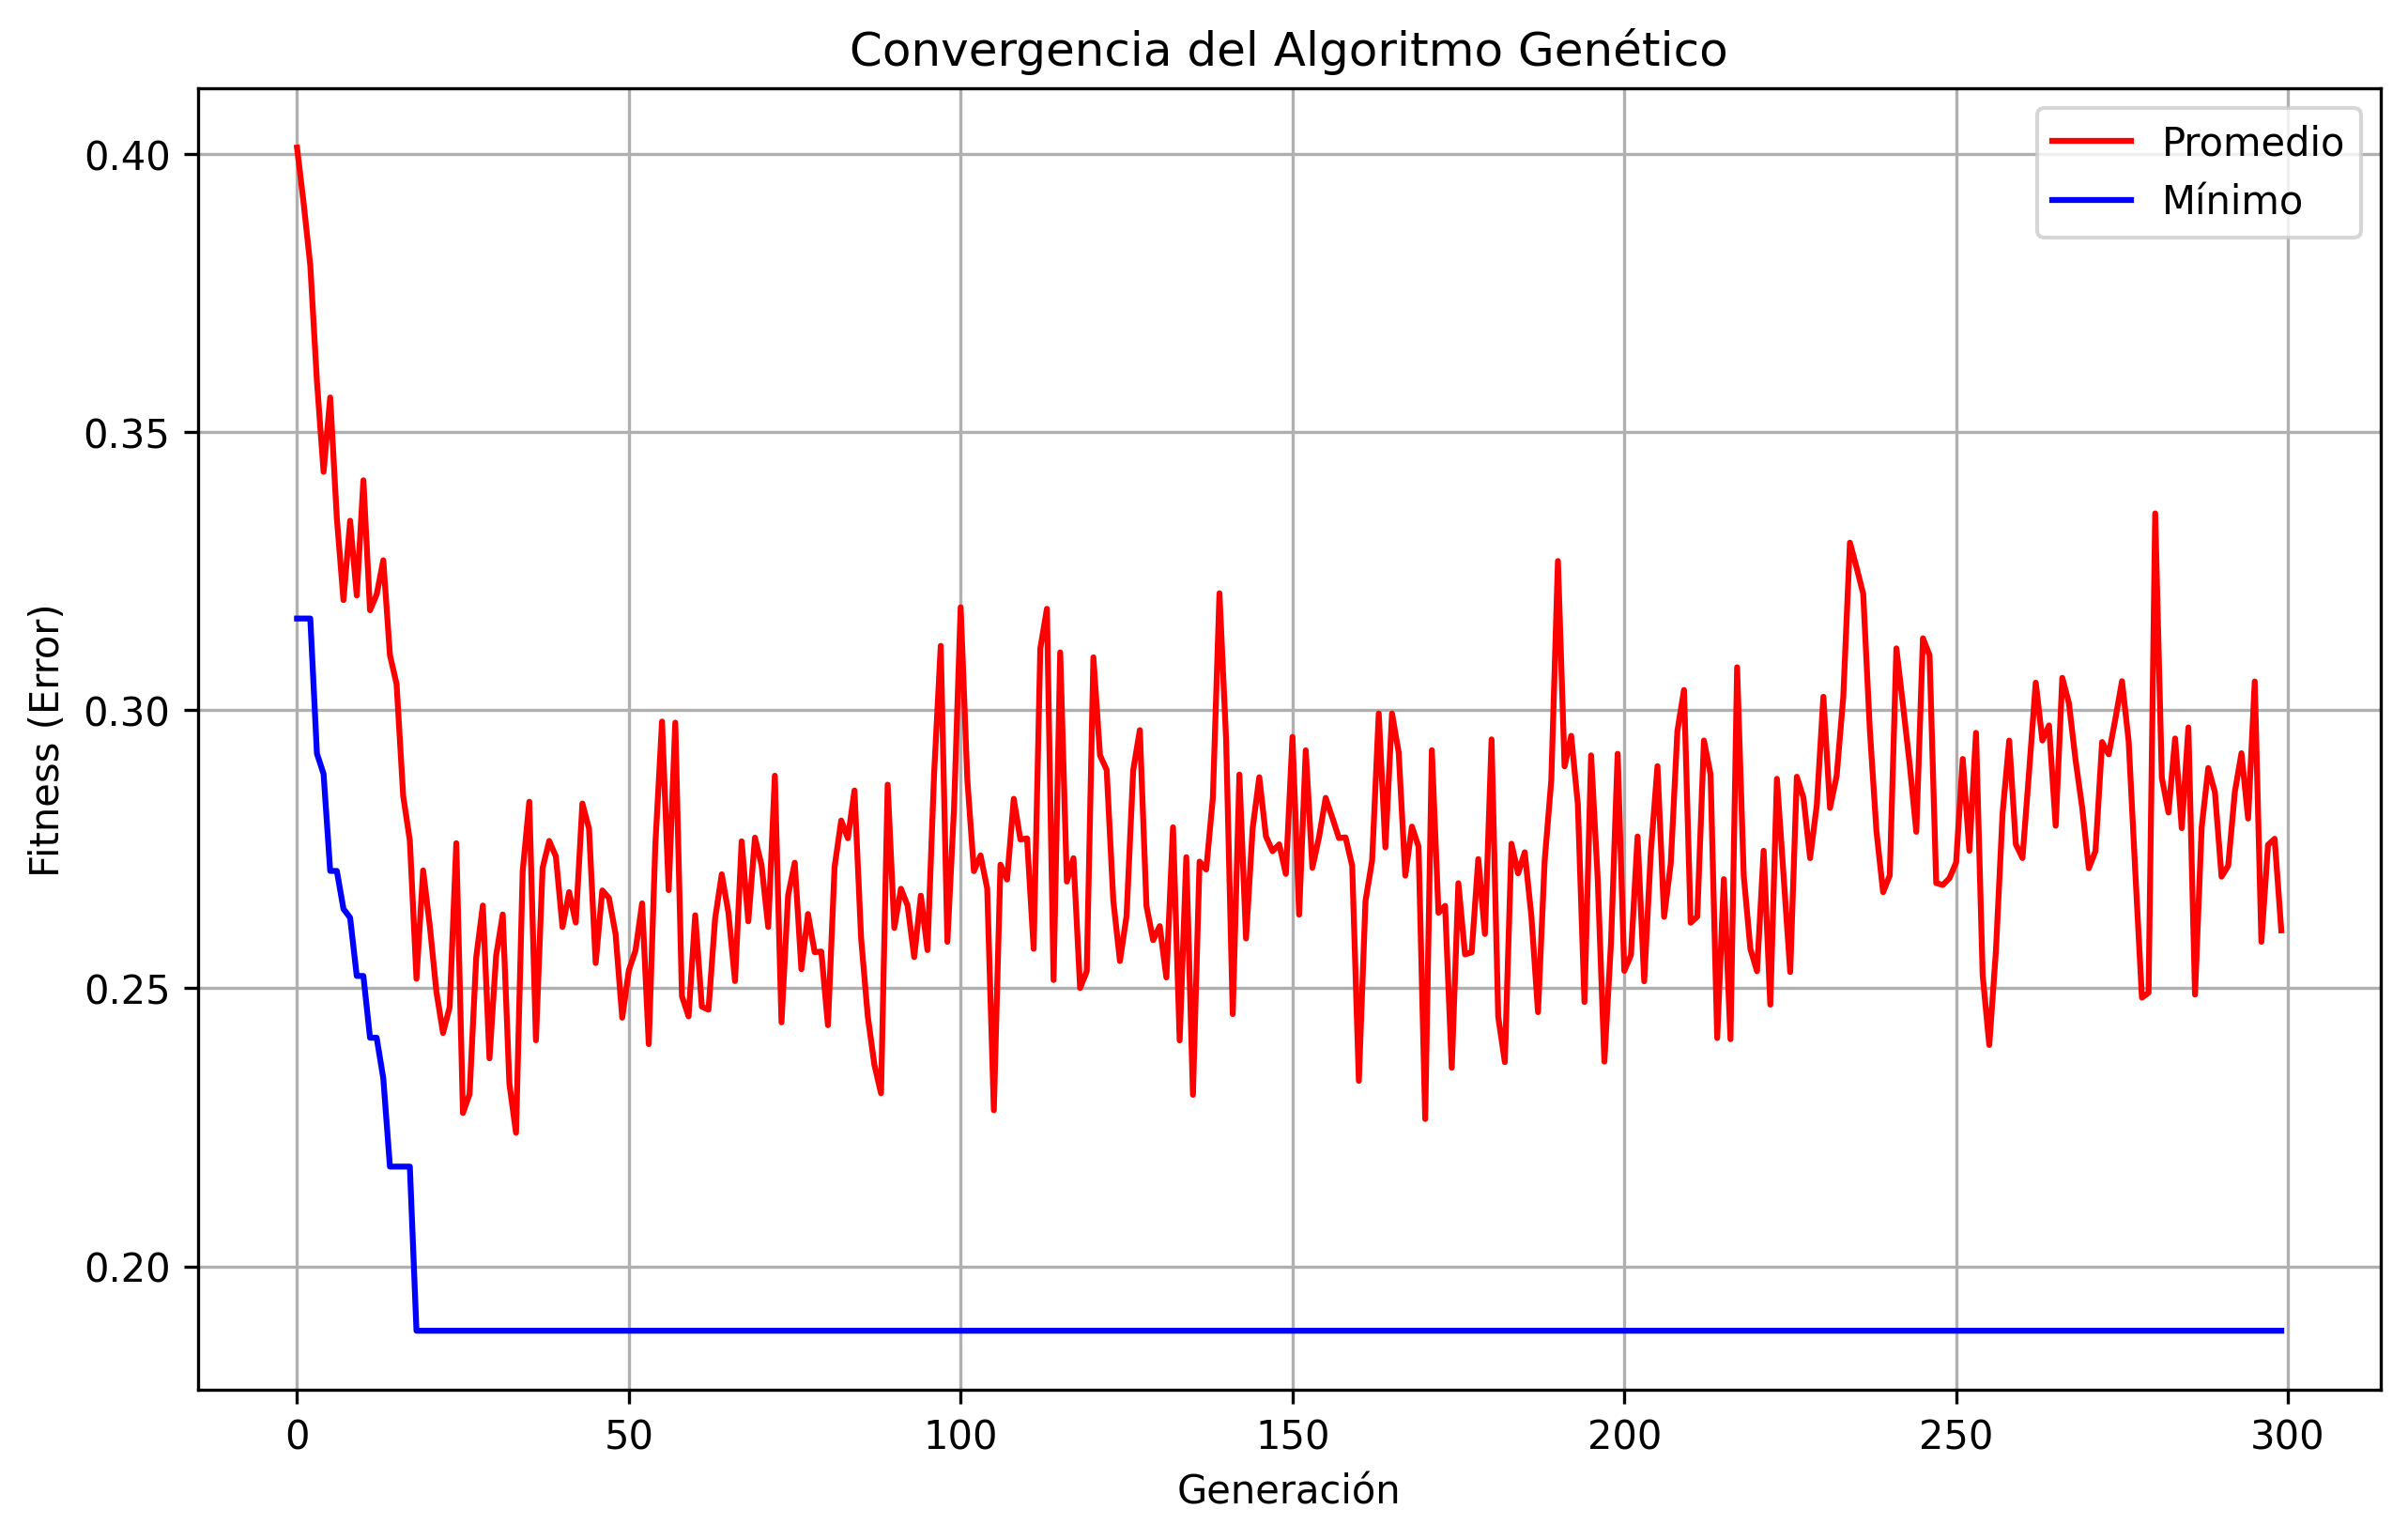 Convergencia del Algoritmo Genético
Promedio
Mínimo
Fitness (Error)
0.40
0.35
0.30
0.25
0.20
0
50
100
150
200
250
300
Generación